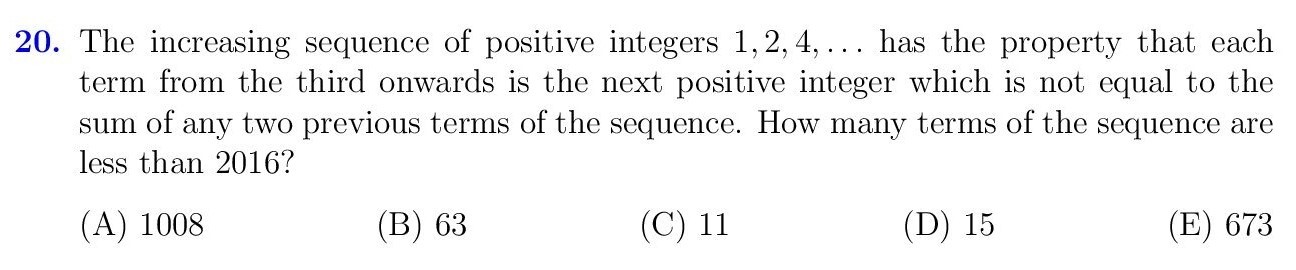 20. The increasing sequence of positive integers 1, 2, 4, . . . has the property that each
term from the third onwards is the next positive integer which is not equal to the
sum of any two previous terms of the sequence. How many terms of the sequence are
less than 2016?
(A) 1008 (B) 63 (C) 11 (D) 15 (E) 673